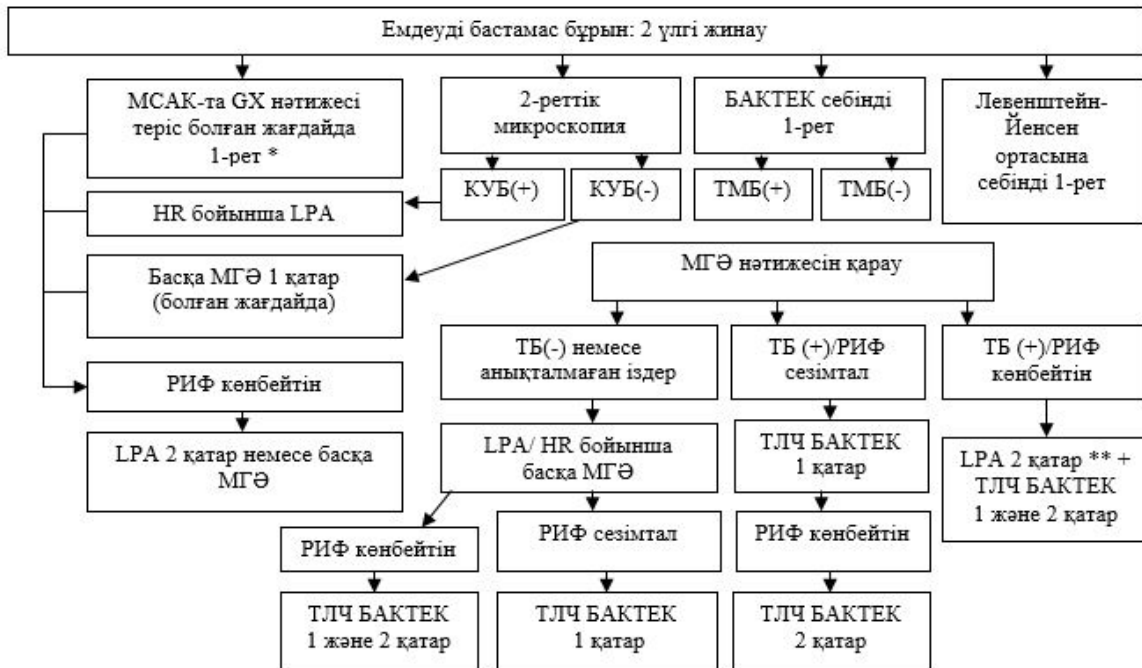 Емдеуді бастамас бұрын: 2 үлгі жинау
МСАК-та GX нәтижесі
теріс болған жағдайда
1-рет *
2-реттік
микроскопия
БАКТЕК себінді
1-рет
Левенштейн-
Йенсен
ортасына
себінді 1-рет
КУБ(+)
КУБ(-)
ТМБ(+)
ТМБ(-)
HR бойынша LPA
Басқа МГӘ 1 қатар
(болған жағдайда)
МГӘ нәтижесін қарау
ТБ(-) немесе
анықталмаған іздер
ТБ (+)/РИФ
сезімтал
ТБ (+)/РИФ
көнбейтін
РИФ көнбейтін
LPA 2 қатар немесе басқа
МГӘ
LPA/ HR бойынша
басқа МГӘ
ТЛЧ БАКТЕК
1 қатар
LPA 2 қатар ** +
ТЛЧ БАКТЕК
1 және 2 қатар
РИФ көнбейтін
РИФ сезімтал
РИФ көнбейтін
ТЛЧ БАКТЕК
1 және 2 қатар
ТЛЧ БАКТЕК
1 қатар
ТЛЧ БАКТЕК
2 қатар